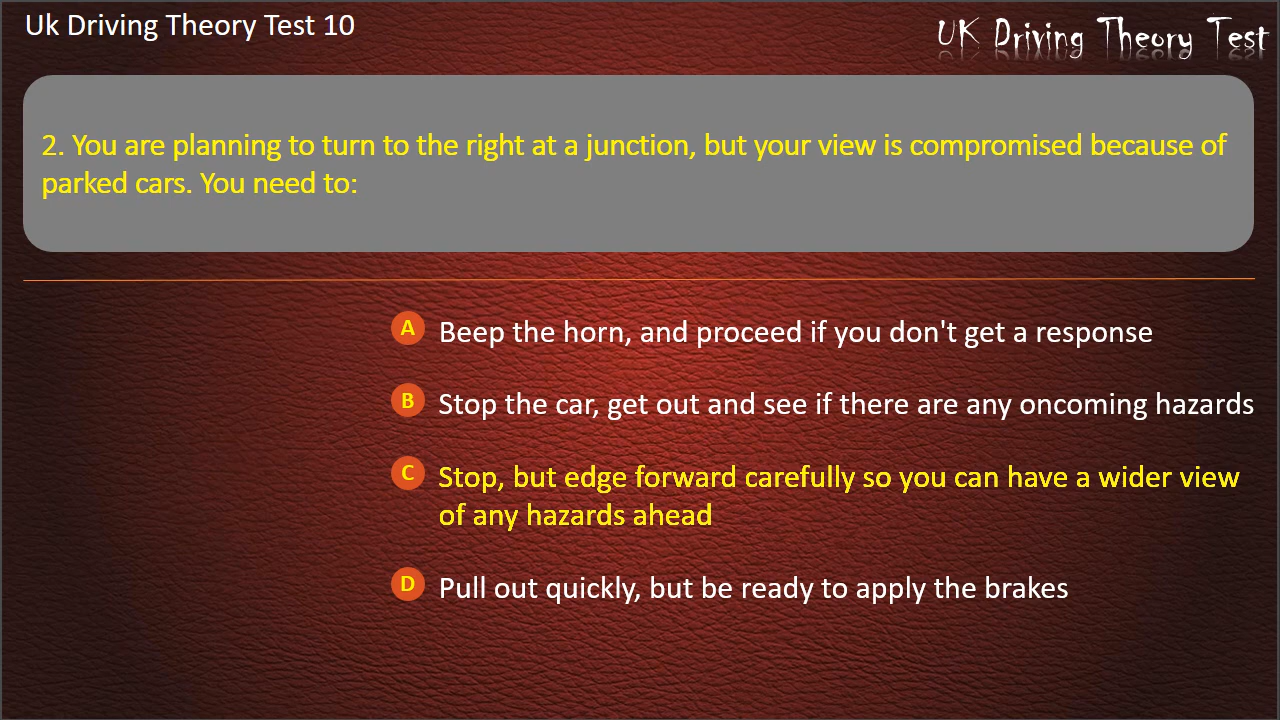 Uk Driving Theory Test 10
UK Driving Theory Test
2. You are planning to turn to the right at a junction, but your view is compromised because of
parked cars. You need to:
A Beep the horn, and proceed if you don't get a response
B Stop the car, get out and see if there are any oncoming hazards
C Stop, but edge forward carefully so you can have a wider view
of any hazards ahead
D Pull out quickly, but be ready to apply the brakes